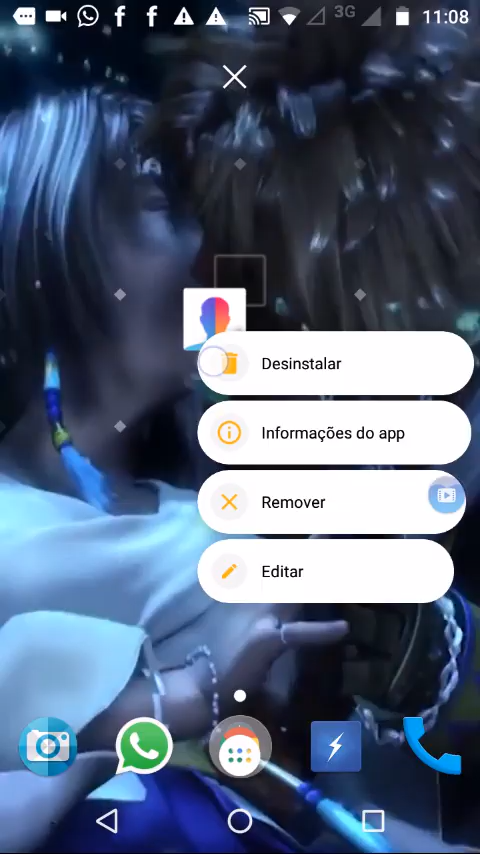 3G 11:08
Desinstalar
Informações do app
Remover
Editar